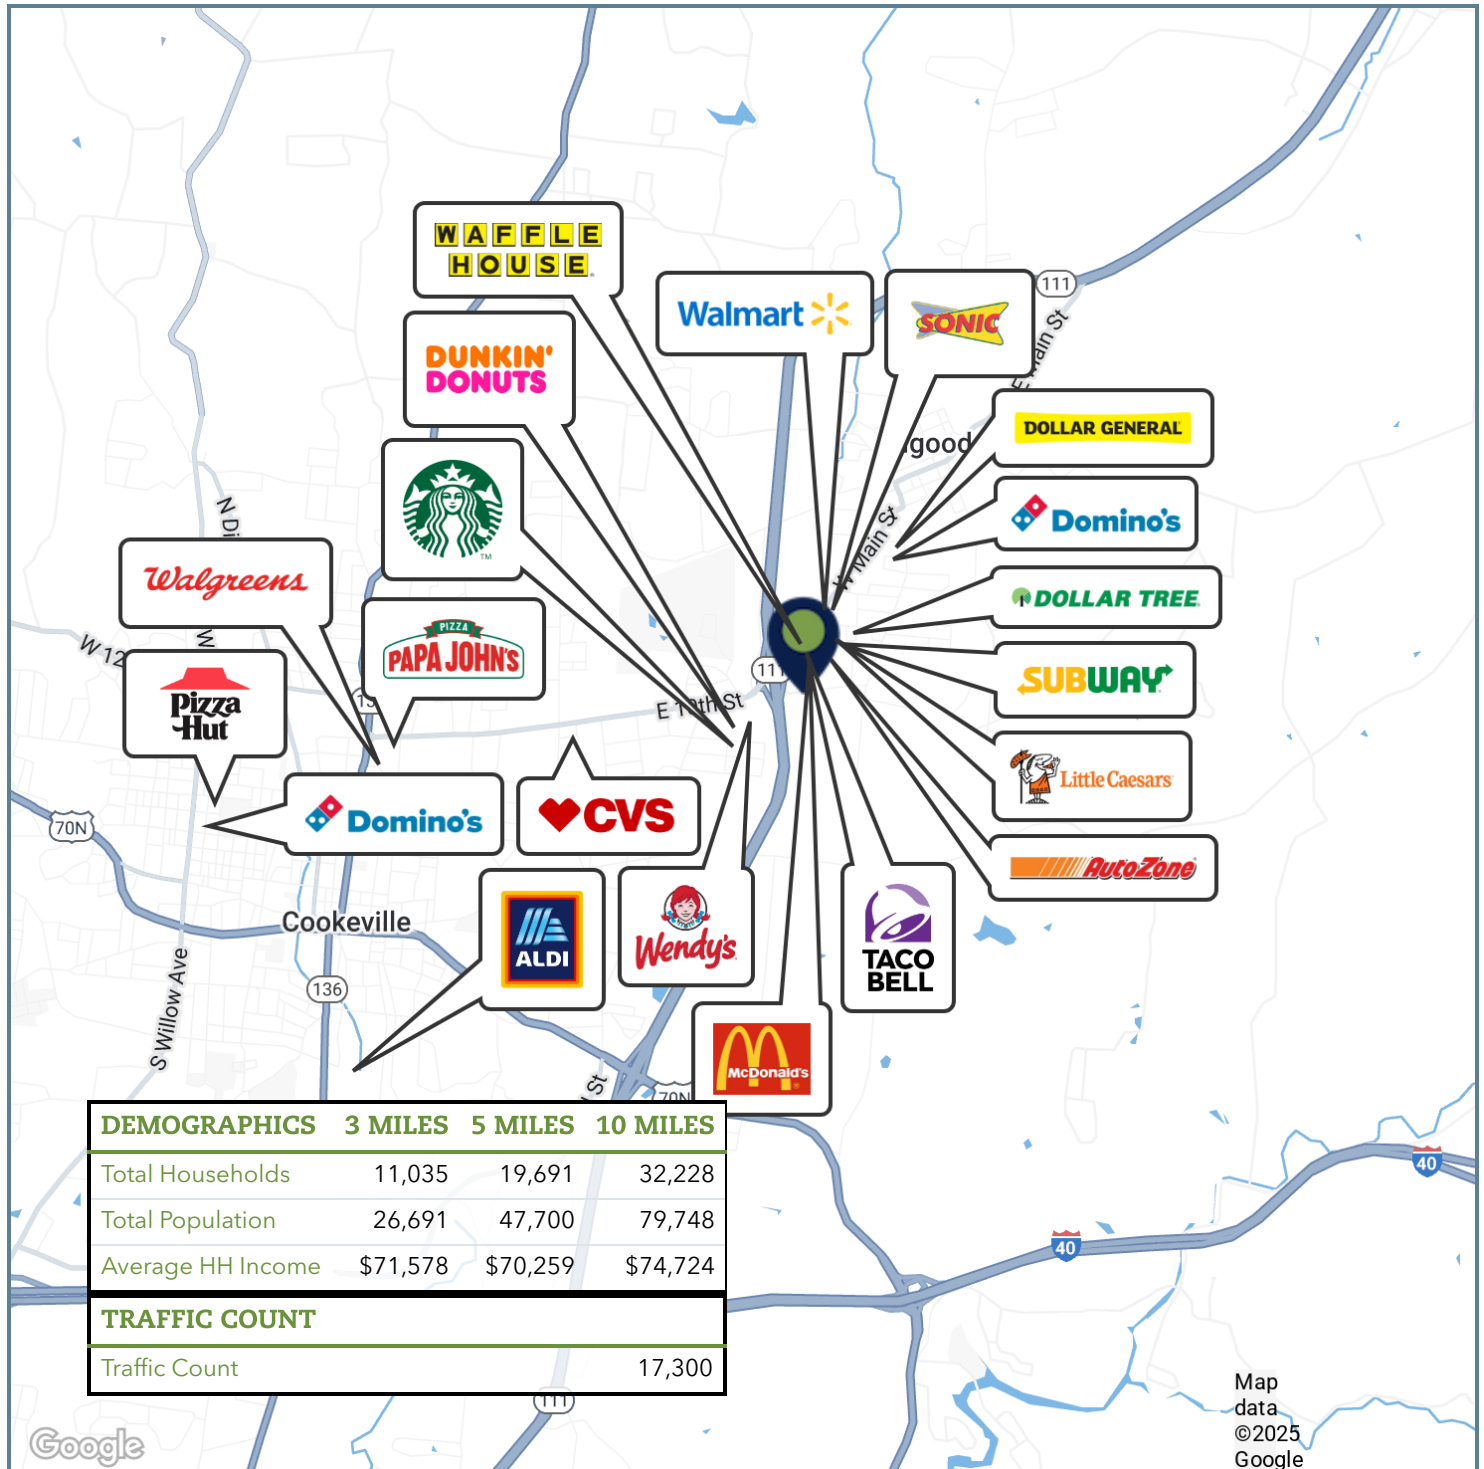 WAFFLE
HOUSE
Walmart
SONIC
111
E Main St
DUNKIN'
DONUTS
DOLLAR GENERAL
good
Domino's
W Main St
N Di
Walgreens
DOLLAR TREE
PIZZA
PAPA JOHN'S
W 12
W
Pizza
Hut
SUBWAY
111
E 10th St
Little Caesars
70N
Domino's
CVS
AutoZone
Cookeville
ALDI
Wendy's
TACO
BELL
136
S Willow Ave
McDonald's
St
70N
DEMOGRAPHICS 3 MILES 5 MILES 10 MILES
Total Households 11,035 19,691 32,228
Total Population 26,691 47,700 79,748
Average HH Income $71,578 $70,259 $74,724
TRAFFIC COUNT
Traffic Count 17,300
40
40
111
Google
Map
data
©2025
Google